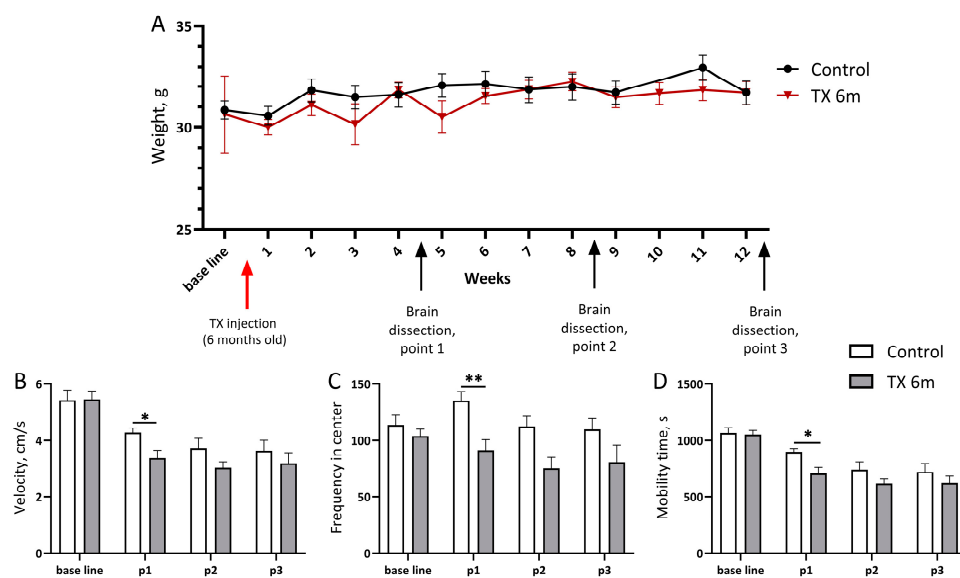 A
35
30
25
Weight, g
Control
TX 6m
base line
1
2
3
4
5
6
7
8
9
10
11
12
Weeks
TX injection
(6 months old)
Brain
dissection,
point 1
Brain
dissection,
point 2
Brain
dissection,
point 3
Control
TX 6m
B
6
4
2
0
Velocity, cm/s
*
base line
p1
p2
p3
C
150
100
50
0
Frequency in center
**
base line
p1
p2
p3
D
1500
1000
500
0
Mobility time, s
*
base line
p1
p2
p3